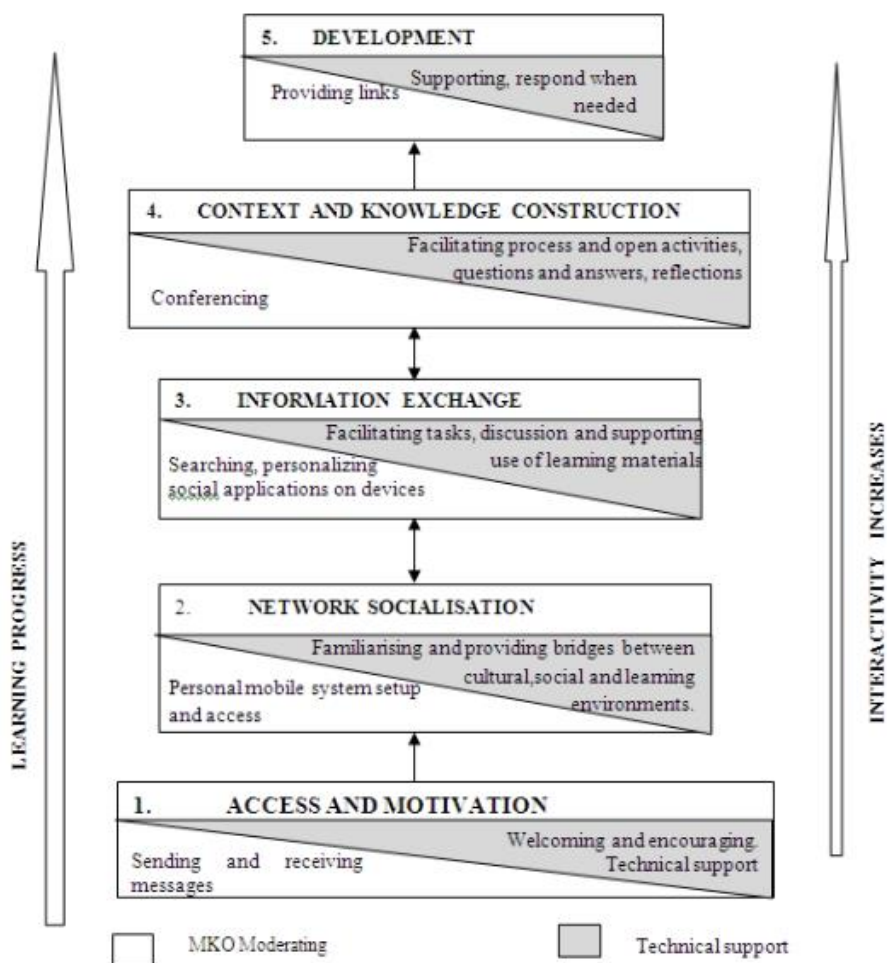 5. DEVELOPMENT
Providing links
Supporting, respond when
needed
4. CONTEXT AND KNOWLEDGE CONSTRUCTION
Facilitating process and open activities,
questions and answers, reflections
Conferencing
3. INFORMATION EXCHANGE
Facilitating tasks, discussion and supporting
use of learning materials
Searching, personalizing
social applications on devices
2. NETWORK SOCIALISATION
Familiarising and providing bridges between
cultural,social and learning
environments.
Personal mobile system setup
and access
1. ACCESS AND MOTIVATION
Welcoming and encouraging.
Technical support
Sending and receiving
messages
LEARNING PROGRESS
INTERACTIVITY INCREASES
MKO Moderating
Technical support